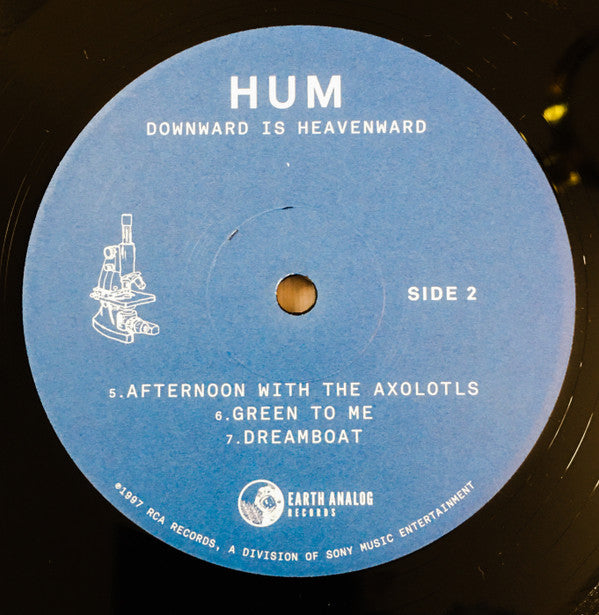 HUM
DOWNWARD IS HEAVENWARD
SIDE 2
5.AFTERNOON WITH THE AXOLOTLS
6.GREEN TO ME
7.DREAMBOAT
EARTH ANALOG
RECORDS
℗1997 RCA RECORDS, A DIVISION OF SONY MUSIC ENTERTAINMENT